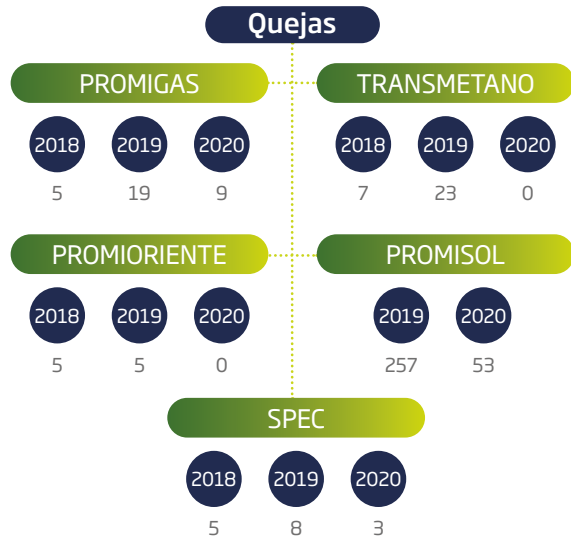 Quejas
PROMIGAS
2018 2019 2020
5 19 9
TRANSMETANO
2018 2019 2020
7 23 0
PROMIORIENTE
2018 2019 2020
5 5 0
PROMISOL
2019 2020
257 53
SPEC
2018 2019 2020
5 8 3